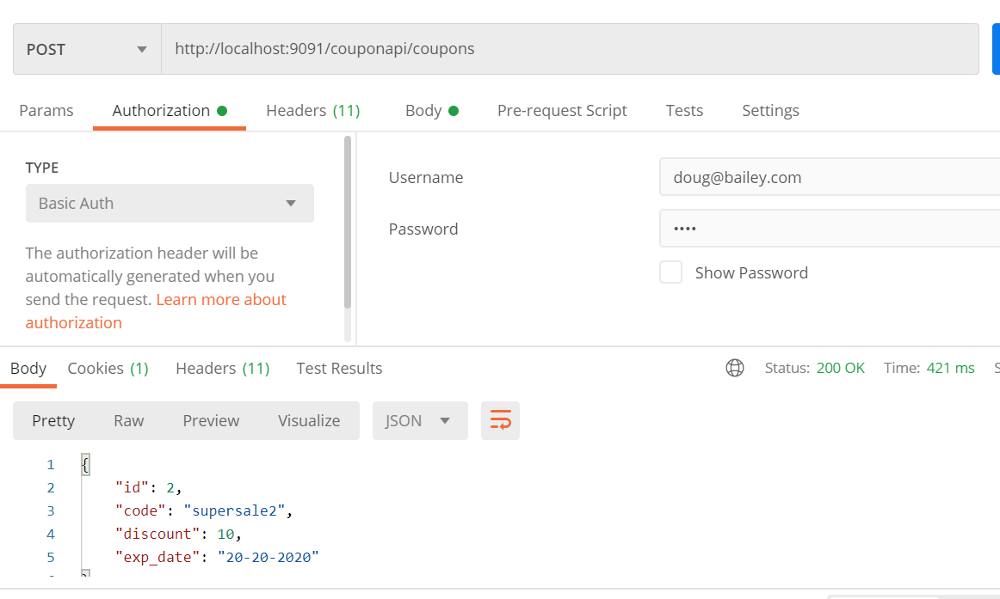 POST http://localhost:9091/couponapi/coupons
Params Authorization Headers (11) Body Pre-request Script Tests Settings
TYPE
Basic Auth
The authorization header will be
automatically generated when you
send the request. Learn more about
authorization
Username doug@bailey.com
Password ••••
Show Password
Body Cookies (1) Headers (11) Test Results Status: 200 OK Time: 421 ms S
Pretty Raw Preview Visualize JSON
1 {
2 "id": 2,
3 "code": "supersale2",
4 "discount": 10,
5 "exp_date": "20-20-2020"